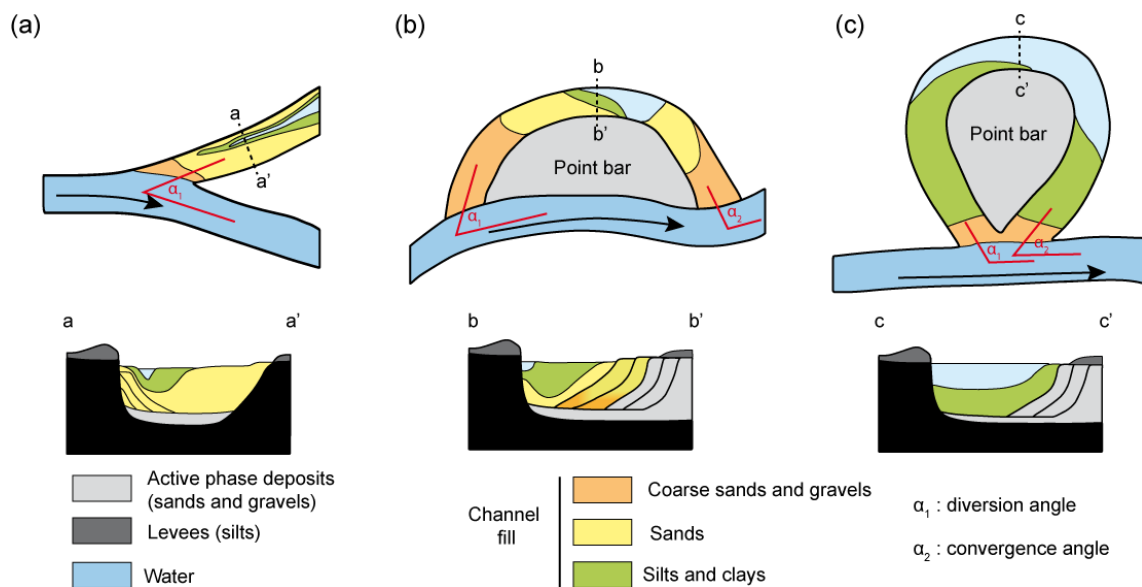 (a)
(b)
(c)
a
a'
α1
b
b'
Point bar
α1
α2
c
c'
Point bar
α1
α2
a
a'
b
b'
c
c'
Active phase deposits
(sands and gravels)
Levees (silts)
Water
Channel
fill
Coarse sands and gravels
Sands
Silts and clays
α1 : diversion angle
α2 : convergence angle